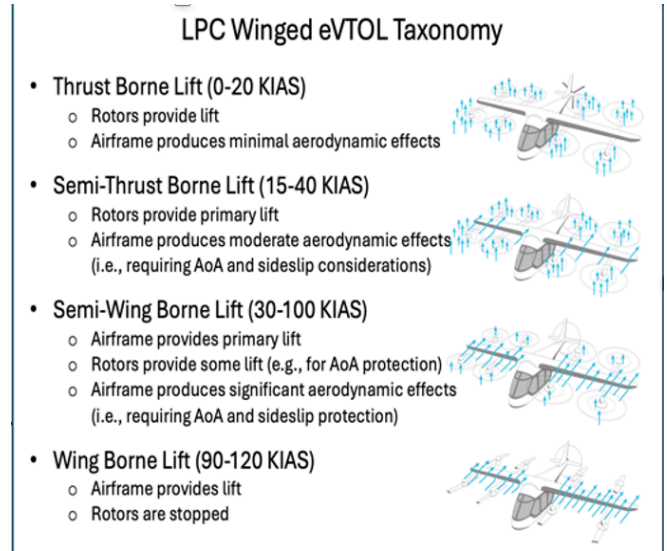 LPC Winged eVTOL Taxonomy
• Thrust Borne Lift (0-20 KIAS)
o Rotors provide lift
o Airframe produces minimal aerodynamic effects
• Semi-Thrust Borne Lift (15-40 KIAS)
o Rotors provide primary lift
o Airframe produces moderate aerodynamic effects
(i.e., requiring AoA and sideslip considerations)
• Semi-Wing Borne Lift (30-100 KIAS)
o Airframe provides primary lift
o Rotors provide some lift (e.g., for AoA protection)
o Airframe produces significant aerodynamic effects
(i.e., requiring AoA and sideslip protection)
• Wing Borne Lift (90-120 KIAS)
o Airframe provides lift
o Rotors are stopped